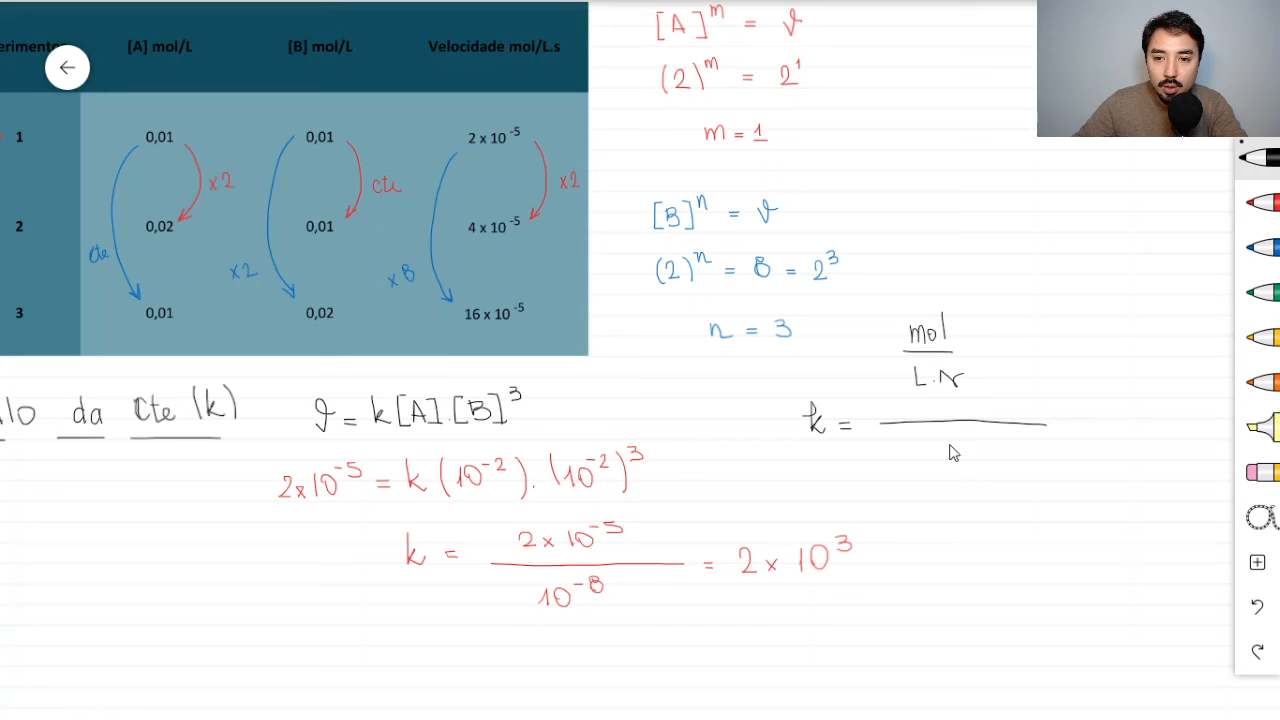 erimento [A] mol/L [B] mol/L Velocidade mol/L.s
1 0,01 0,01 2 x 10⁻⁵
x2 cte x2
2 0,02 0,01 4 x 10⁻⁵
cte x2 x8
3 0,01 0,02 16 x 10⁻⁵
[A]ᵐ = ϑ
(2)ᵐ = 2¹
m = 1
[B]ⁿ = ϑ
(2)ⁿ = 8 = 2³
n = 3
lo da cte (k)
ϑ = k[A].[B]³
2x10⁻⁵ = k(10⁻²).(10⁻²)³
k = 2 x 10⁻⁵ / 10⁻⁸ = 2 x 10³
mol
L.s
k =